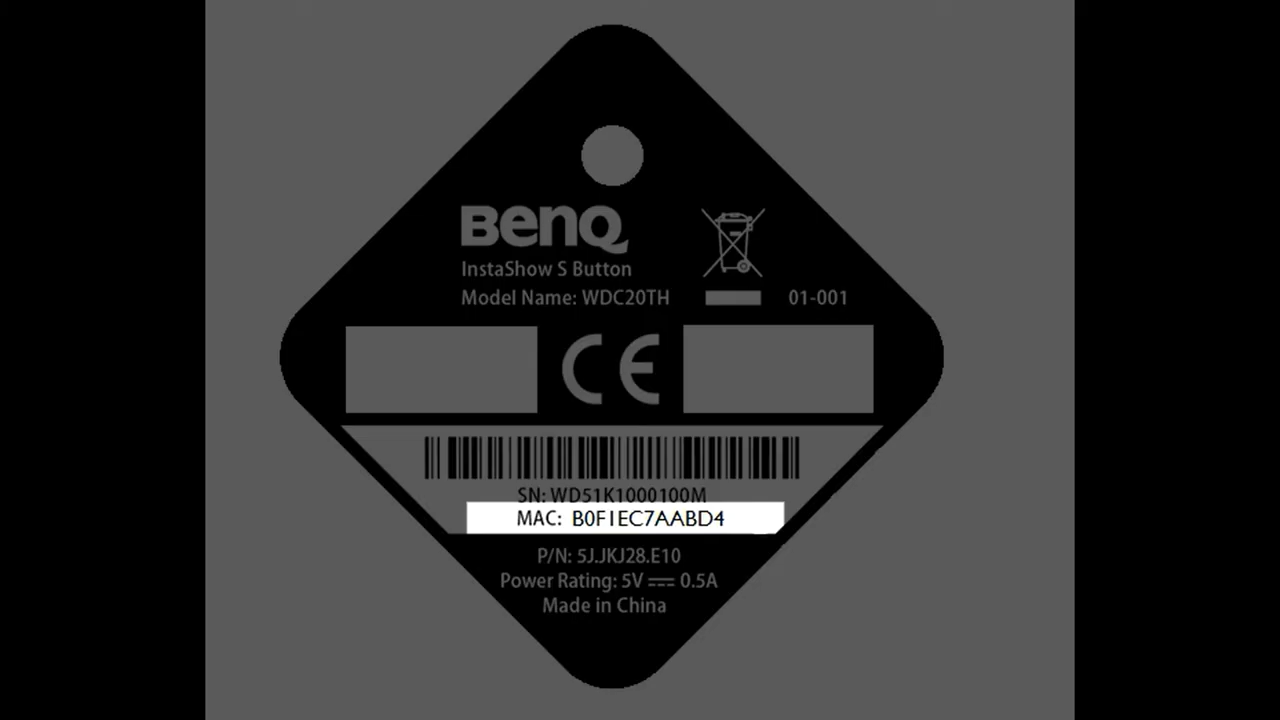 BenQ
InstaShow S Button
Model Name: WDC20TH 01-001
CE
SN: WD51K1000100M
MAC: B0F1EC7AABD4
P/N: 5J.JKJ28.E10
Power Rating: 5V ⎓ 0.5A
Made in China